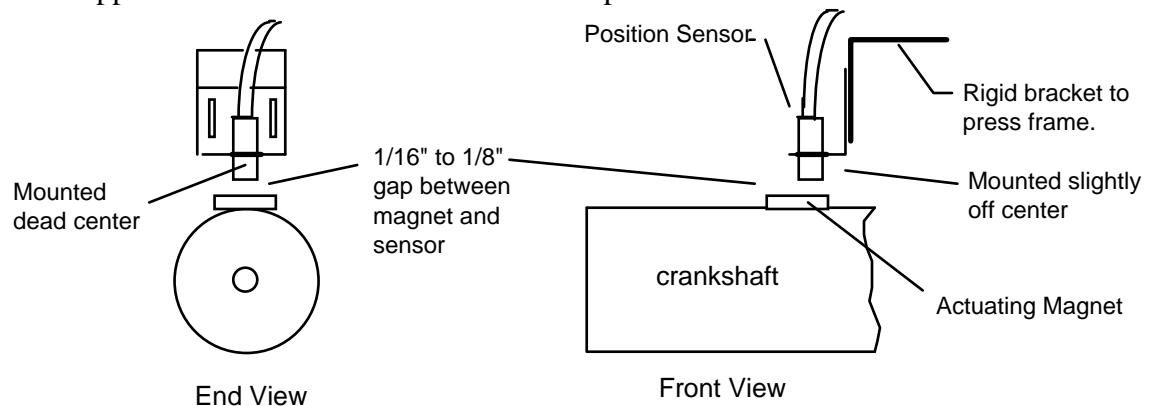 Position Sensor
Rigid bracket to
press frame.
1/16" to 1/8"
gap between
magnet and
sensor
Mounted
dead center
Mounted slightly
off center
crankshaft
Actuating Magnet
End View
Front View